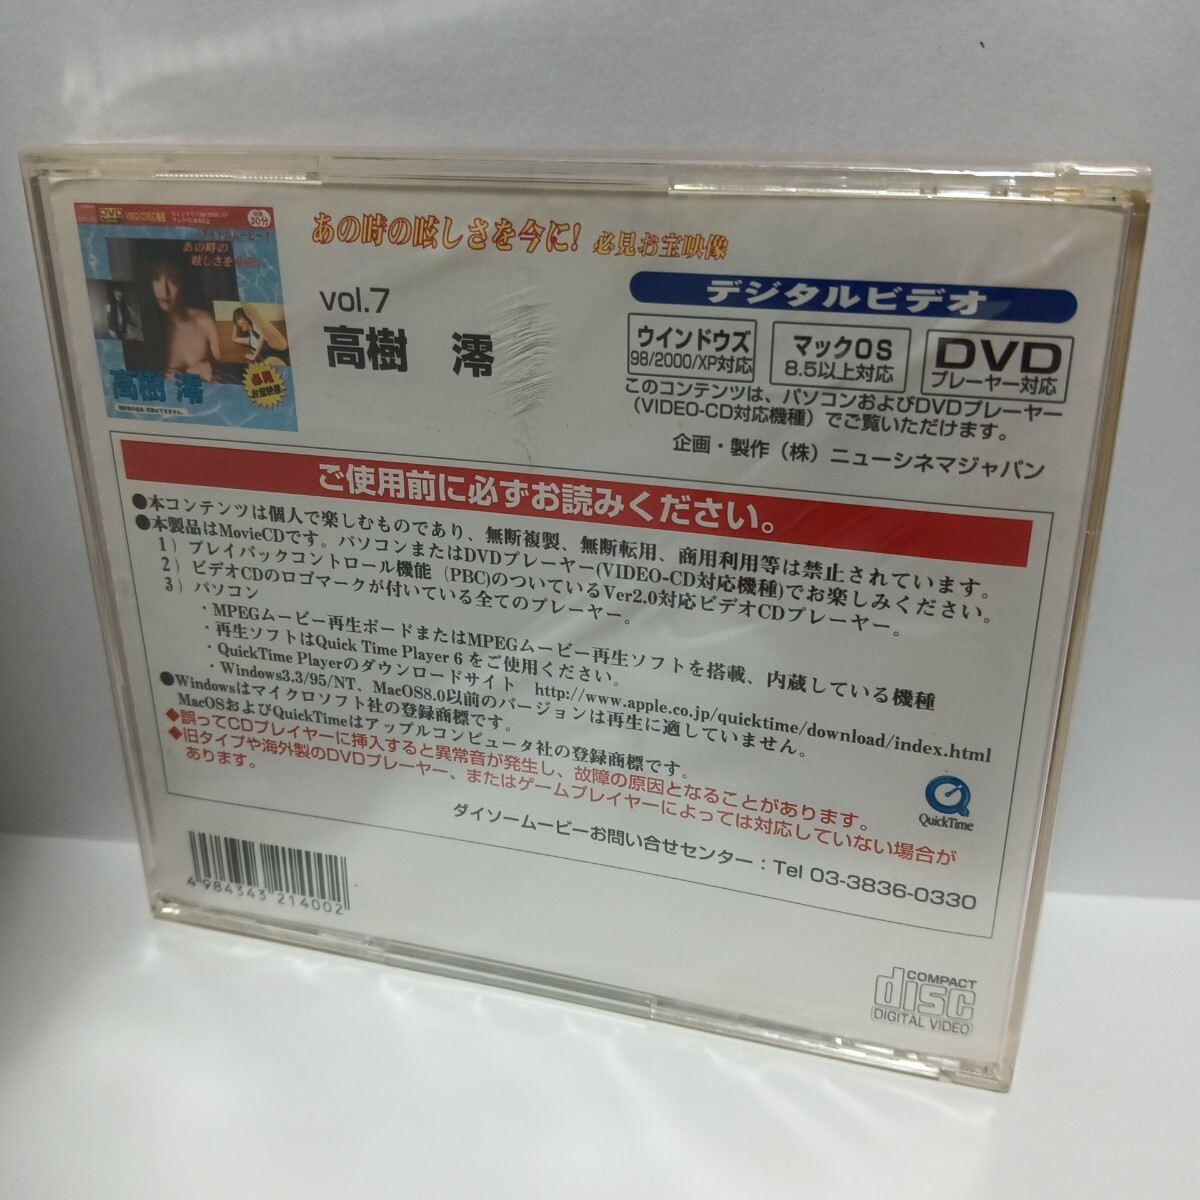 DVD
30分
アイドルムービー 7
あの時の
眩しさを今に!
高樹 澪
必見
お宝映像
あの時の眩しさを今に! 必見お宝映像
vol.7
高樹 澪
デジタルビデオ
ウインドウズ
98/2000/XP対応
マックOS
8.5以上対応
DVD
プレーヤー対応
このコンテンツは、パソコンおよびDVDプレーヤー
(VIDEO-CD対応機種)でご覧いただけます。
企画・製作(株)ニューシネマジャパン
ご使用前に必ずお読みください。
●本コンテンツは個人で楽しむものであり、無断複製、無断転用、商用利用等は禁止されています。
●本製品はMovieCDです。パソコンまたはDVDプレーヤー(VIDEO-CD対応機種)でお楽しみください。
1)プレイバックコントロール機能(PBC)のついているVer2.0対応ビデオCDプレーヤー。
2)ビデオCDのロゴマークが付いている全てのプレーヤー。
3)パソコン
・MPEGムービー再生ボードまたはMPEGムービー再生ソフトを搭載、内蔵している機種
・再生ソフトはQuick Time Player 6 をご使用ください。
・QuickTime Playerのダウンロードサイト http://www.apple.co.jp/quicktime/download/index.html
・Windows3.3/95/NT、MacOS8.0以前のバージョンは再生に適していません。
●Windowsはマイクロソフト社の登録商標です。
MacOSおよびQuickTimeはアップルコンピュータ社の登録商標です。
◆誤ってCDプレイヤーに挿入すると異常音が発生し、故障の原因となることがあります。
◆旧タイプや海外製のDVDプレーヤー、またはゲームプレイヤーによっては対応していない場合が
あります。
QuickTime
ダイソームービーお問い合せセンター:Tel 03-3836-0330
4 984343 214002
COMPACT
disc
DIGITAL VIDEO